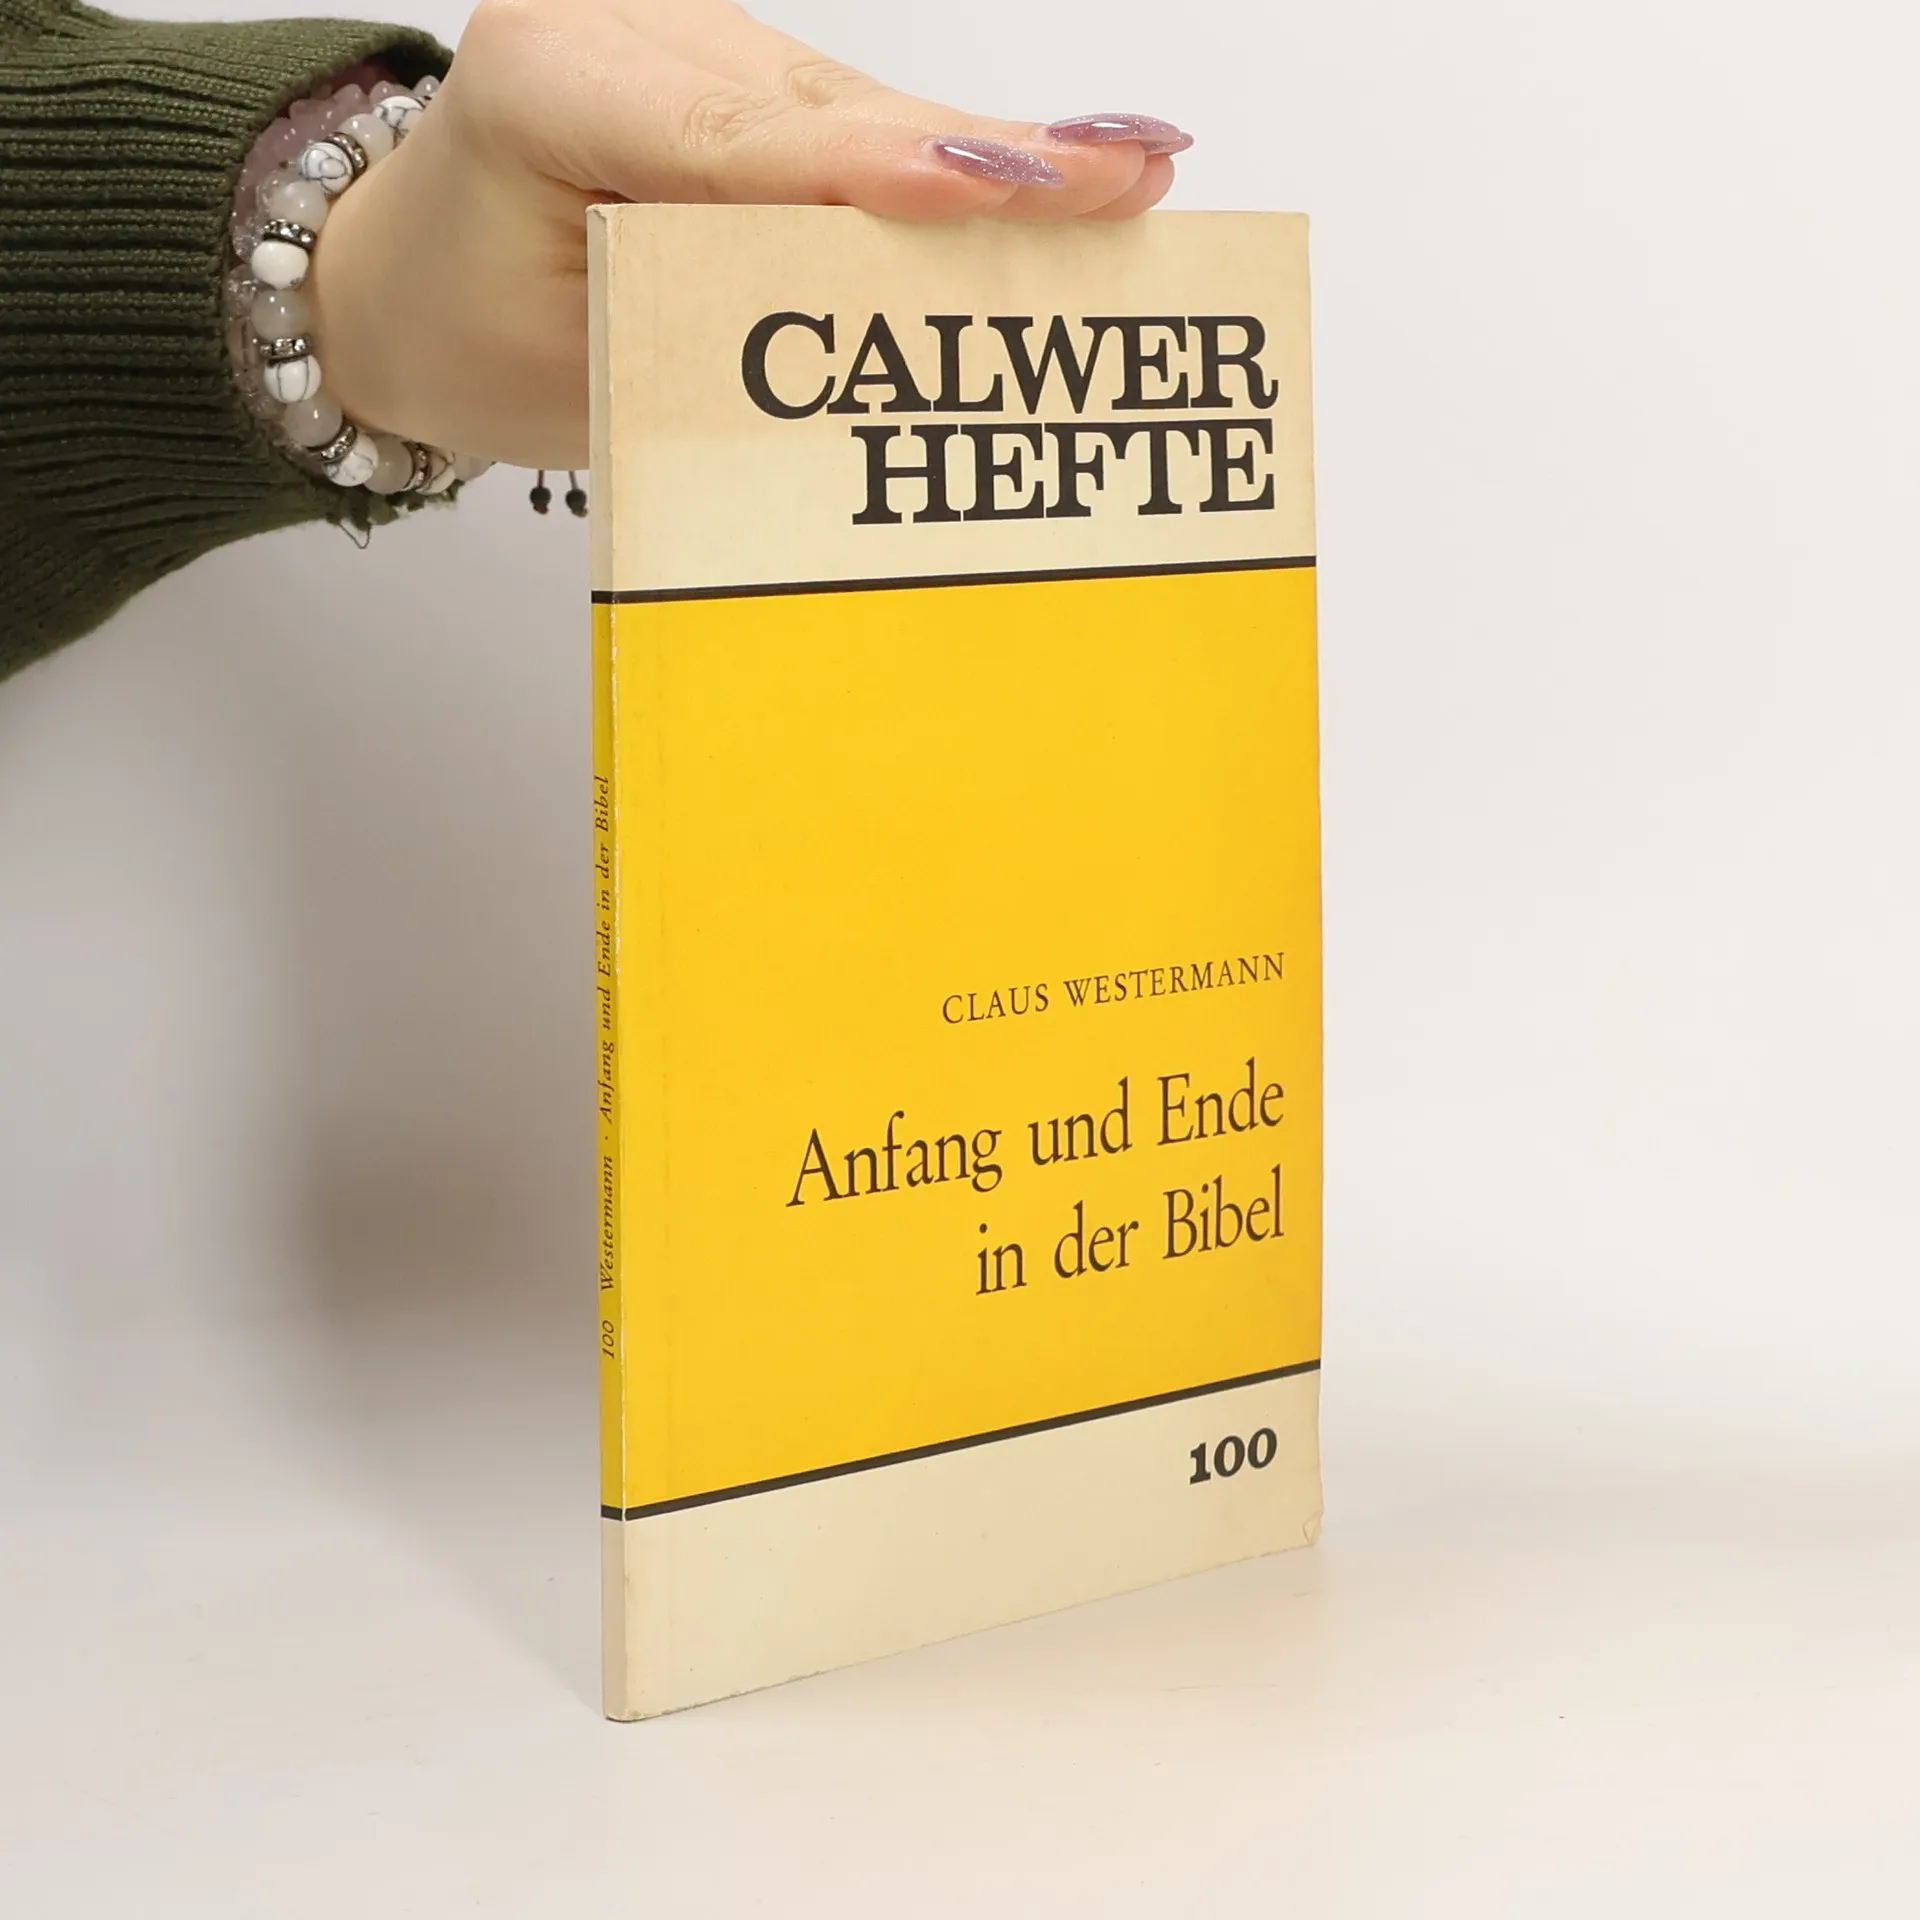 CALWER
HEFTE
CLAUS WESTERMANN
Anfang und Ende
in der Bibel
100
100 Westermann · Anfang und Ende in der Bibel